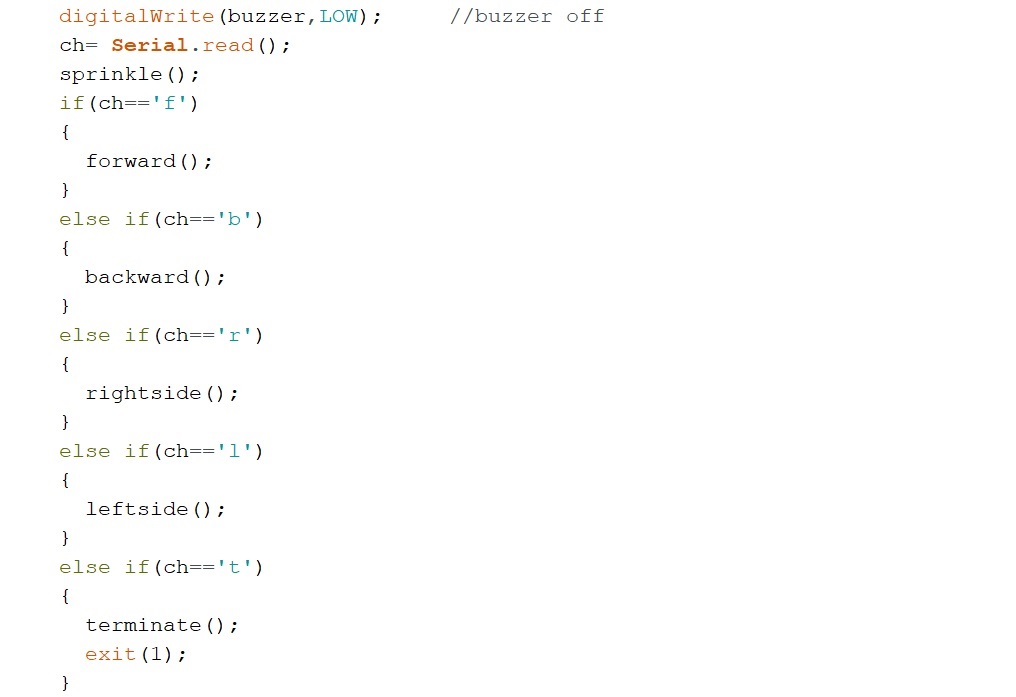 digitalWrite(buzzer,LOW);     //buzzer off
ch= Serial.read();
sprinkle();
if(ch=='f')
{
  forward();
}
else if(ch=='b')
{
  backward();
}
else if(ch=='r')
{
  rightside();
}
else if(ch=='l')
{
  leftside();
}
else if(ch=='t')
{
  terminate();
  exit(1);
}